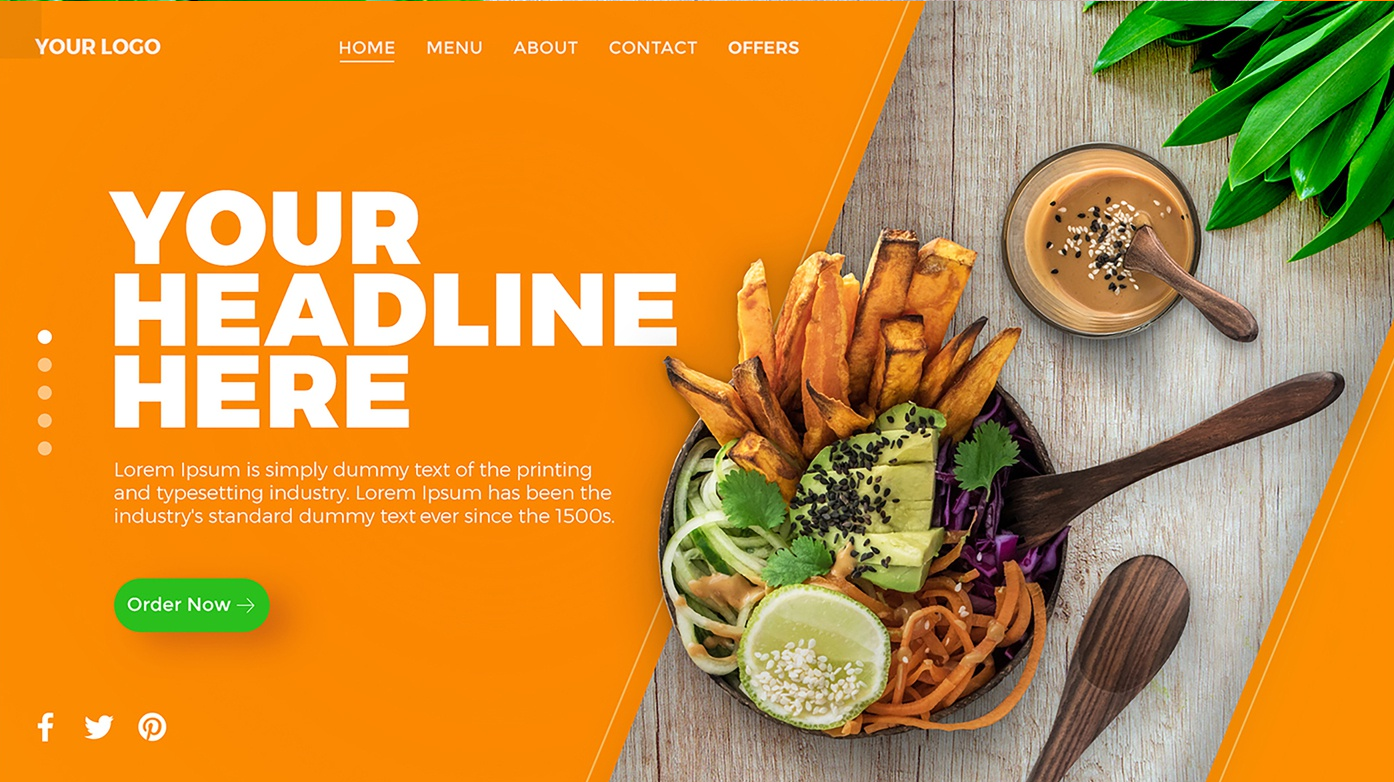 YOUR LOGO
HOME MENU ABOUT CONTACT OFFERS
YOUR
HEADLINE
HERE
Lorem Ipsum is simply dummy text of the printing
and typesetting industry. Lorem Ipsum has been the
industry's standard dummy text ever since the 1500s.
Order Now